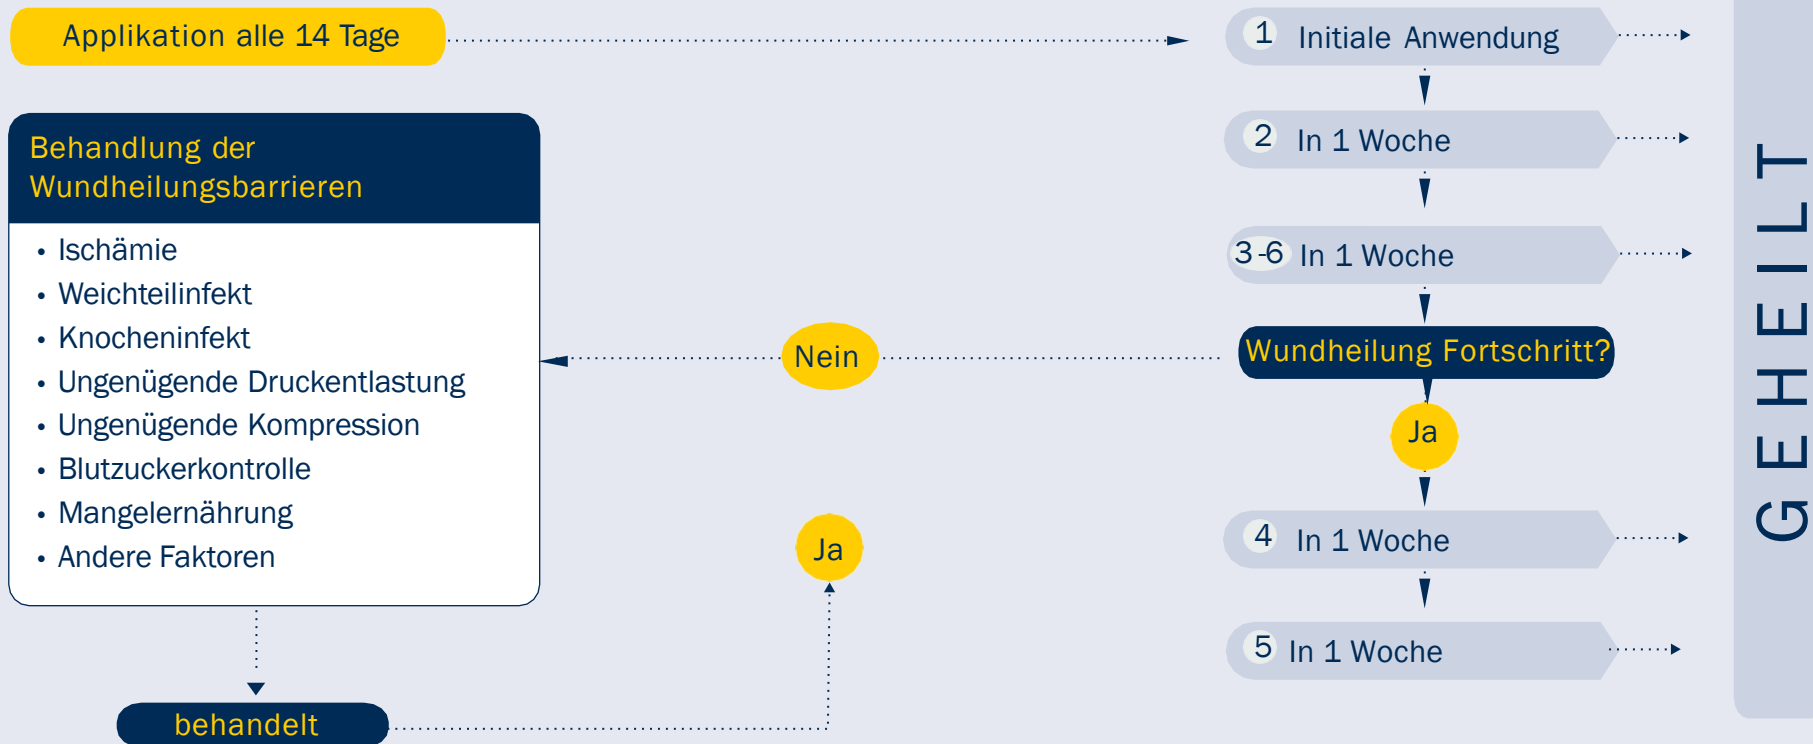 Applikation alle 14 Tage
Behandlung der
Wundheilungsbarrieren
• Ischämie
• Weichteilinfekt
• Knocheninfekt
• Ungenügende Druckentlastung
• Ungenügende Kompression
• Blutzuckerkontrolle
• Mangelernährung
• Andere Faktoren
behandelt
Nein
Ja
1 Initiale Anwendung
2 In 1 Woche
3-6 In 1 Woche
Wundheilung Fortschritt?
Ja
4 In 1 Woche
5 In 1 Woche
GEHEILT